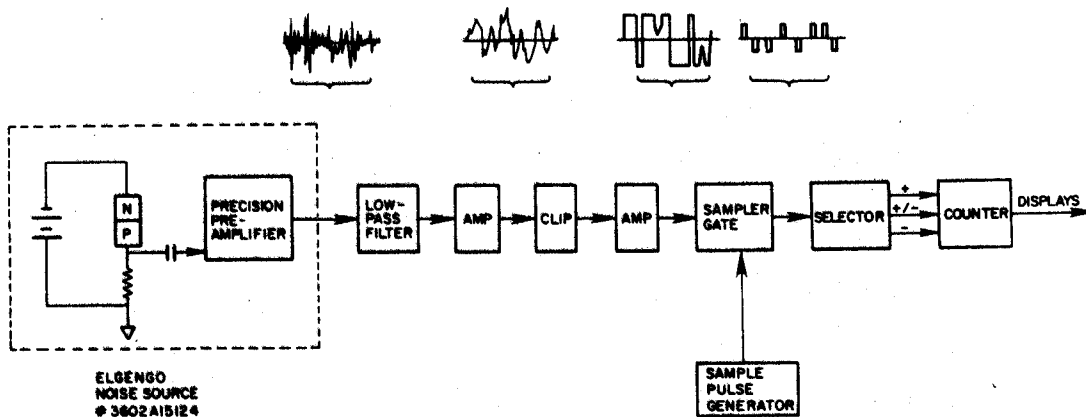 N
P
PRECISION
PRE-
AMPLIFIER
LOW-
PASS
FILTER
AMP
CLIP
AMP
SAMPLER
GATE
SELECTOR
+
+/-
-
COUNTER
DISPLAYS
ELGENGO
NOISE SOURCE
# 3602A15124
SAMPLE
PULSE
GENERATOR